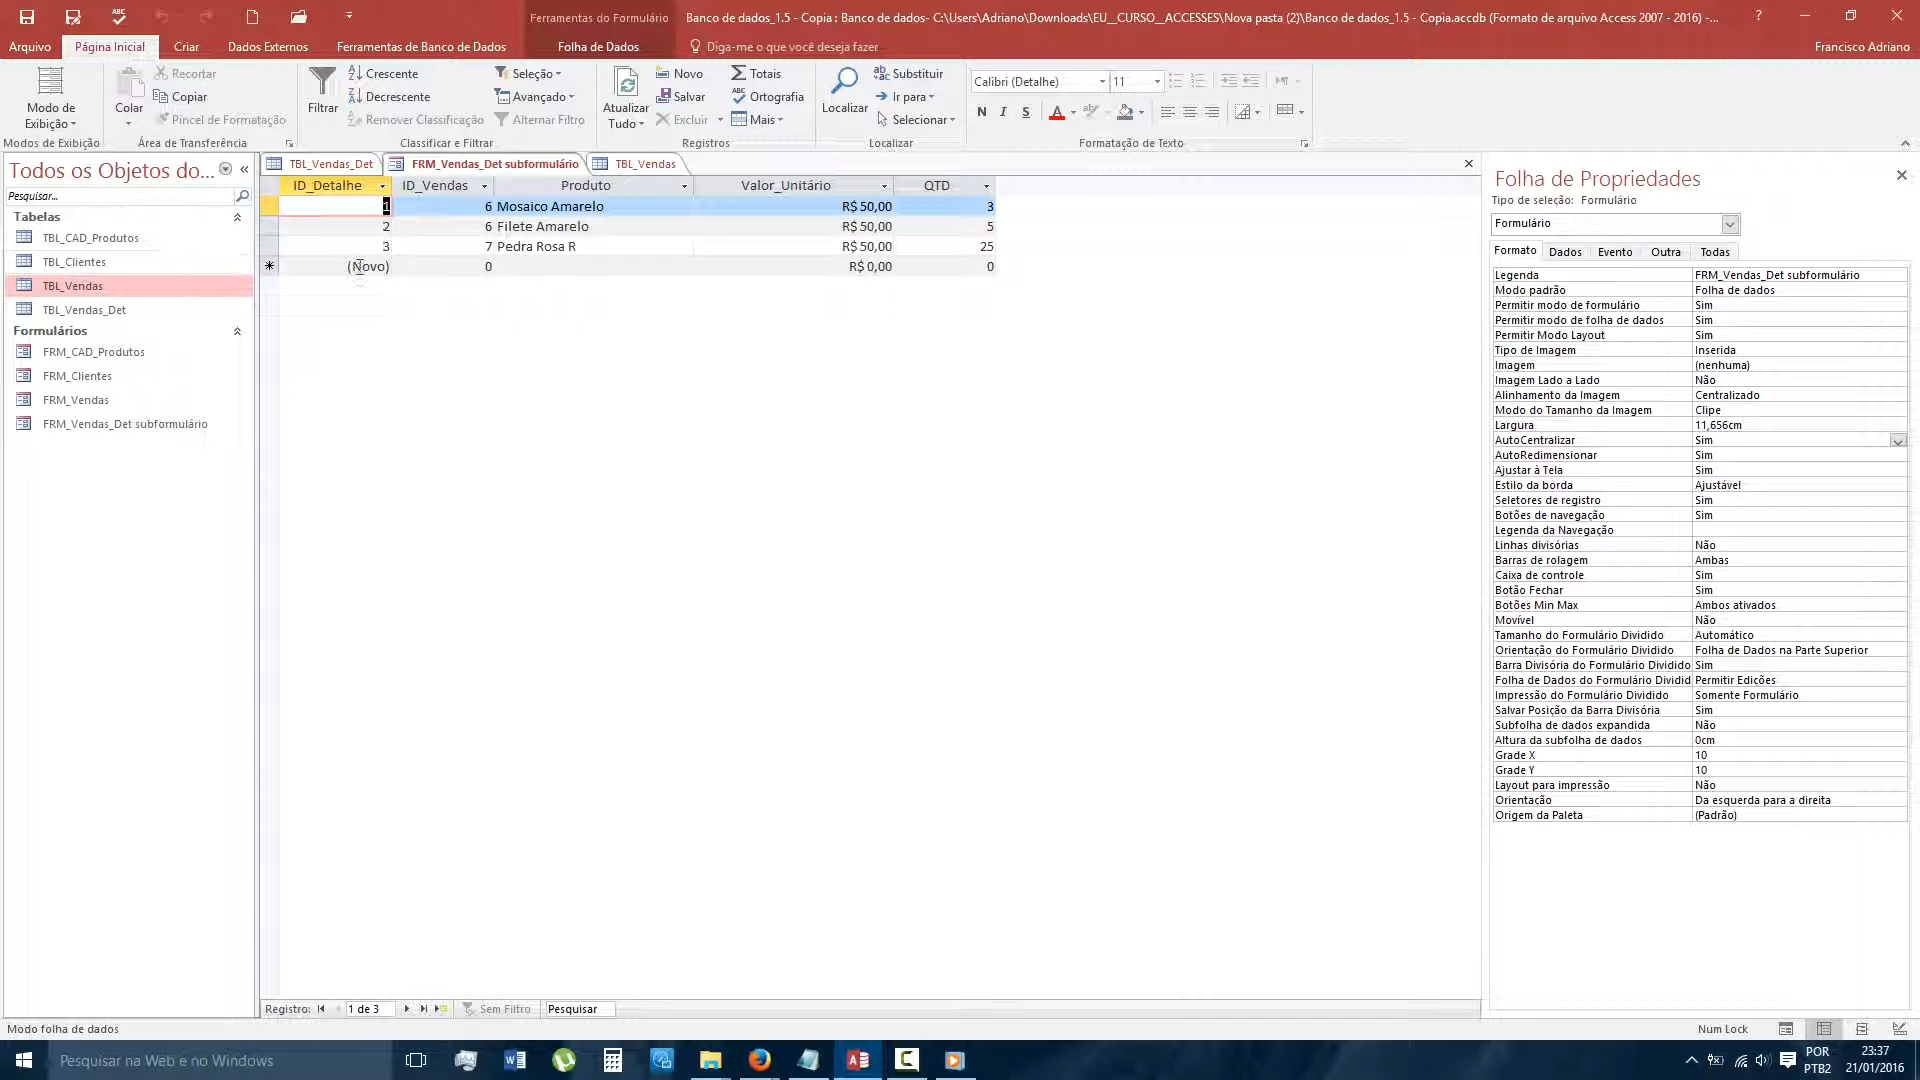 Ferramentas do Formulário
Banco de dados_1.5 - Copia : Banco de dados- C:\Users\Adriano\Downloads\EU__CURSO__ACCESSES\Nova pasta (2)\Banco de dados_1.5 - Copia.accdb (Formato de arquivo Access 2007 - 2016) -...
Arquivo Página Inicial Criar Dados Externos Ferramentas de Banco de Dados Folha de Dados Diga-me o que você deseja fazer Francisco Adriano
Modo de Exibição
Modos de Exibição
Colar
Recortar
Copiar
Pincel de Formatação
Área de Transferência
Filtrar
Crescente
Decrescente
Remover Classificação
Seleção
Avançado
Alternar Filtro
Classificar e Filtrar
Atualizar Tudo
Novo
Salvar
Excluir
Totais
Ortografia
Mais
Registros
Localizar
Substituir
Ir para
Selecionar
Localizar
Calibri (Detalhe) 11
N I S A
Formatação de Texto
Todos os Objetos do...
Pesquisar...
Tabelas
TBL_CAD_Produtos
TBL_Clientes
TBL_Vendas
TBL_Vendas_Det
Formulários
FRM_CAD_Produtos
FRM_Clientes
FRM_Vendas
FRM_Vendas_Det subformulário
TBL_Vendas_Det FRM_Vendas_Det subformulário TBL_Vendas
ID_Detalhe ID_Vendas Produto Valor_Unitário QTD
1 6 Mosaico Amarelo R$ 50,00 3
2 6 Filete Amarelo R$ 50,00 5
3 7 Pedra Rosa R R$ 50,00 25
(Novo) 0 R$ 0,00 0
Registro: 1 de 3 Sem Filtro Pesquisar
Folha de Propriedades
Tipo de seleção: Formulário
Formulário
Formato Dados Evento Outra Todas
Legenda FRM_Vendas_Det subformulário
Modo padrão Folha de dados
Permitir modo de formulário Sim
Permitir modo de folha de dados Sim
Permitir Modo Layout Sim
Tipo de Imagem Inserida
Imagem (nenhuma)
Imagem Lado a Lado Não
Alinhamento da Imagem Centralizado
Modo do Tamanho da Imagem Clipe
Largura 11,656cm
AutoCentralizar Sim
AutoRedimensionar Sim
Ajustar à Tela Sim
Estilo da borda Ajustável
Seletores de registro Sim
Botões de navegação Sim
Legenda da Navegação
Linhas divisórias Não
Barras de rolagem Ambas
Caixa de controle Sim
Botão Fechar Sim
Botões Min Max Ambos ativados
Movível Não
Tamanho do Formulário Dividido Automático
Orientação do Formulário Dividido Folha de Dados na Parte Superior
Barra Divisória do Formulário Dividido Sim
Folha de Dados do Formulário Dividid Permitir Edições
Impressão do Formulário Dividido Somente Formulário
Salvar Posição da Barra Divisória Sim
Subfolha de dados expandida Não
Altura da subfolha de dados 0cm
Grade X 10
Grade Y 10
Layout para impressão Não
Orientação Da esquerda para a direita
Origem da Paleta (Padrão)
Modo folha de dados Num Lock
Pesquisar na Web e no Windows
POR
PTB2
23:37
21/01/2016